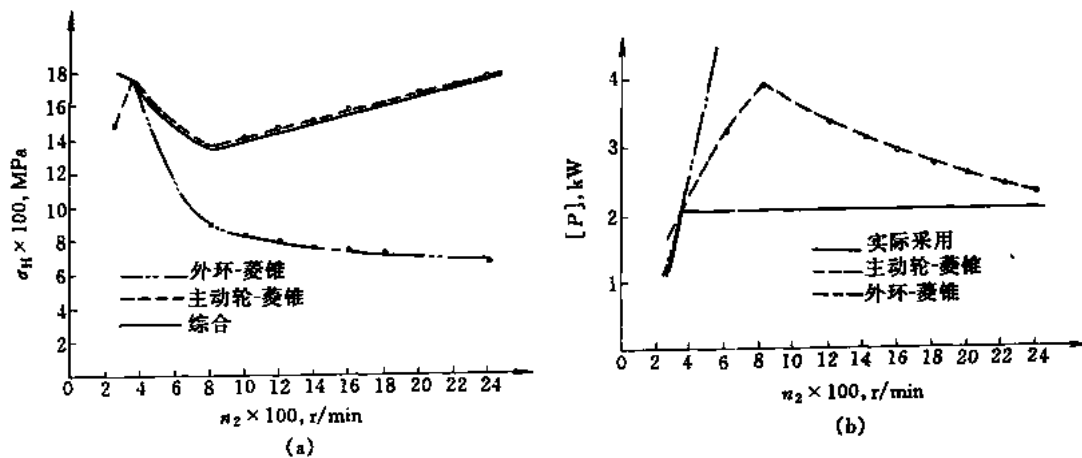 σH × 100, MPa
18
16
14
12
10
8
6
4
2
0
2 4 6 8 10 12 14 16 18 20 22 24
外环-菱锥
主动轮-菱锥
综合
n2 × 100, r/min
(a)
[P], kW
4
3
2
1
0
2 4 6 8 10 12 14 16 18 20 22 24
实际采用
主动轮-菱锥
外环-菱锥
n2 × 100, r/min
(b)